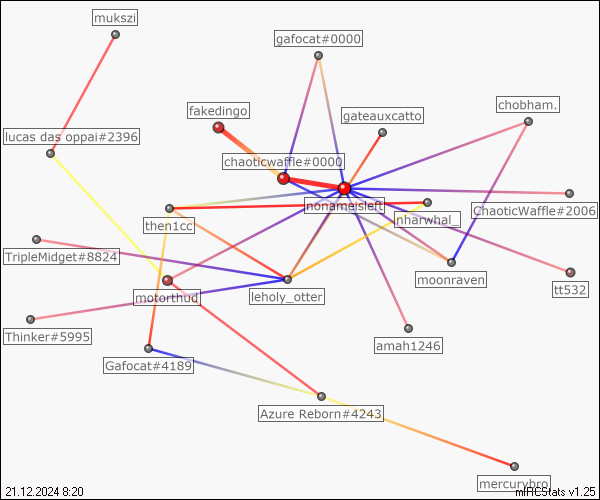 mukszi
gafocat#0000
fakedingo
gateauxcatto
chobham.
lucas das oppai#2396
chaoticwaffle#0000
nonameisleft
nharwhal_
ChaoticWaffle#2006
then1cc
TripleMidget#8824
moonraven
tt532
motorthud
leholy_otter
Thinker#5995
amah1246
Gafocat#4189
Azure Reborn#4243
mercurybro
21.12.2024 8:20
mIRCStats v1.25